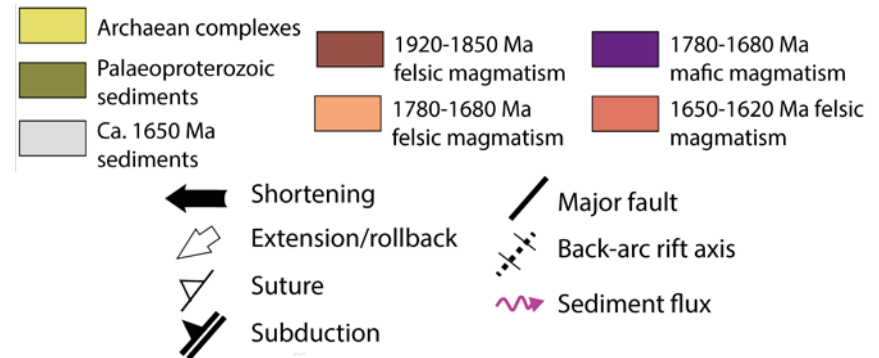 Archaean complexes
Palaeoproterozoic
sediments
Ca. 1650 Ma
sediments
1920-1850 Ma
felsic magmatism
1780-1680 Ma
felsic magmatism
1780-1680 Ma
mafic magmatism
1650-1620 Ma felsic
magmatism
Shortening
Extension/rollback
Suture
Subduction
Major fault
Back-arc rift axis
Sediment flux